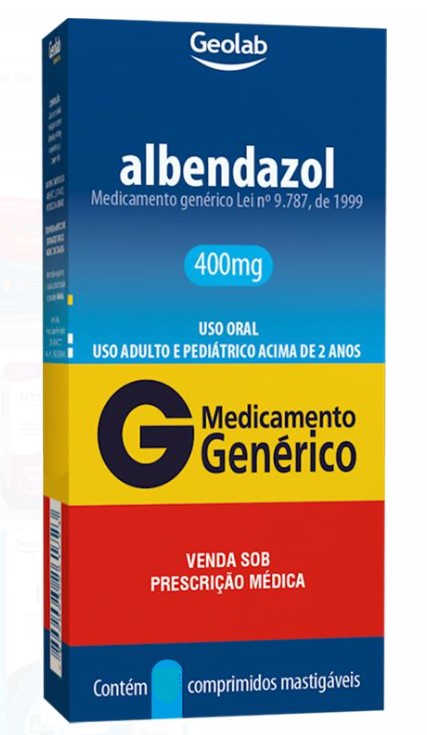 Geolab
albendazol
Medicamento genérico Lei nº 9.787, de 1999
400mg
USO ORAL
USO ADULTO E PEDIÁTRICO ACIMA DE 2 ANOS
G Medicamento
Genérico
VENDA SOB
PRESCRIÇÃO MÉDICA
Contém comprimidos mastigáveis